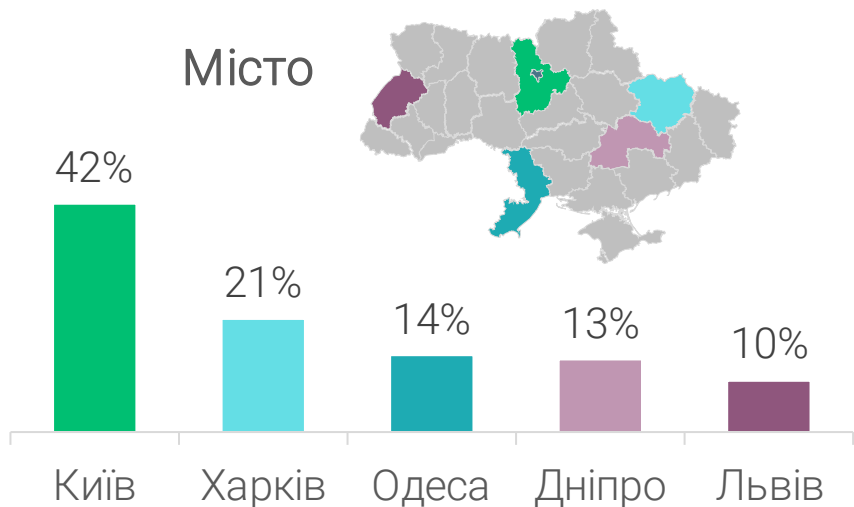 Місто
42%
21%
14%
13%
10%
Київ
Харків
Одеса
Дніпро
Львів